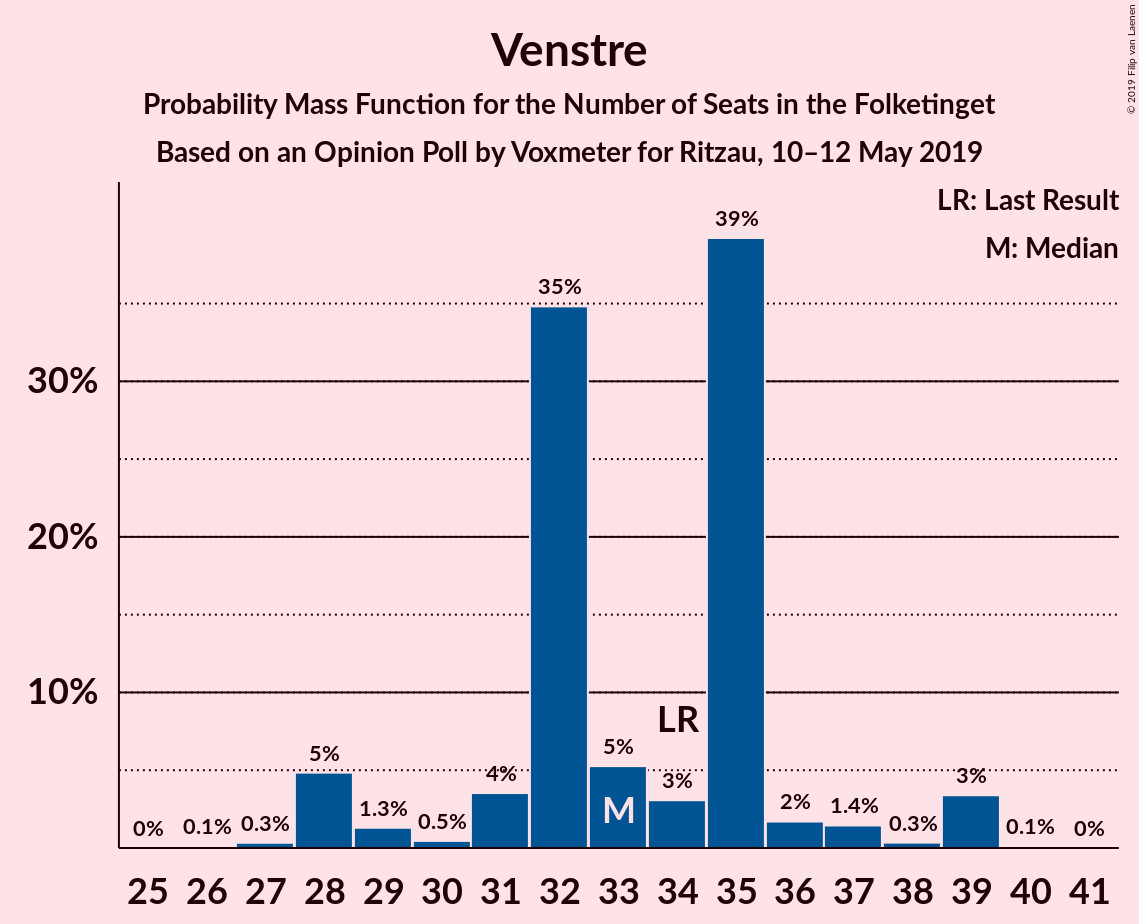 Venstre
Probability Mass Function for the Number of Seats in the Folketinget
Based on an Opinion Poll by Voxmeter for Ritzau, 10–12 May 2019
© 2019 Filip van Laenen
LR: Last Result
M: Median
30%
20%
10%
0%
0.1%
0.3%
5%
1.3%
0.5%
4%
35%
5%
3%
39%
2%
1.4%
0.3%
3%
0.1%
0%
LR
M
25 26 27 28 29 30 31 32 33 34 35 36 37 38 39 40 41